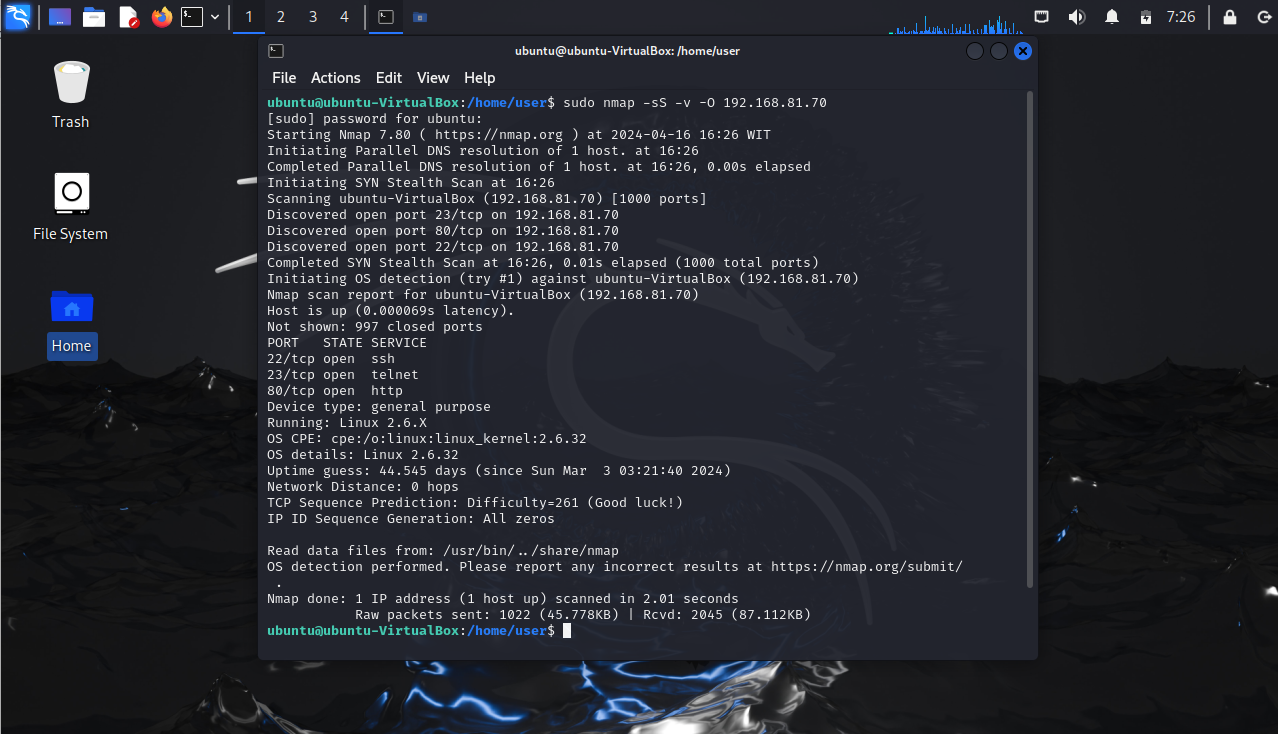 1 2 3 4
7:26
Trash
File System
Home
ubuntu@ubuntu-VirtualBox: /home/user
File Actions Edit View Help
ubuntu@ubuntu-VirtualBox:/home/user$ sudo nmap -sS -v -O 192.168.81.70
[sudo] password for ubuntu:
Starting Nmap 7.80 ( https://nmap.org ) at 2024-04-16 16:26 WIT
Initiating Parallel DNS resolution of 1 host. at 16:26
Completed Parallel DNS resolution of 1 host. at 16:26, 0.00s elapsed
Initiating SYN Stealth Scan at 16:26
Scanning ubuntu-VirtualBox (192.168.81.70) [1000 ports]
Discovered open port 23/tcp on 192.168.81.70
Discovered open port 80/tcp on 192.168.81.70
Discovered open port 22/tcp on 192.168.81.70
Completed SYN Stealth Scan at 16:26, 0.01s elapsed (1000 total ports)
Initiating OS detection (try #1) against ubuntu-VirtualBox (192.168.81.70)
Nmap scan report for ubuntu-VirtualBox (192.168.81.70)
Host is up (0.000069s latency).
Not shown: 997 closed ports
PORT   STATE SERVICE
22/tcp open  ssh
23/tcp open  telnet
80/tcp open  http
Device type: general purpose
Running: Linux 2.6.X
OS CPE: cpe:/o:linux:linux_kernel:2.6.32
OS details: Linux 2.6.32
Uptime guess: 44.545 days (since Sun Mar  3 03:21:40 2024)
Network Distance: 0 hops
TCP Sequence Prediction: Difficulty=261 (Good luck!)
IP ID Sequence Generation: All zeros
Read data files from: /usr/bin/../share/nmap
OS detection performed. Please report any incorrect results at https://nmap.org/submit/
.
Nmap done: 1 IP address (1 host up) scanned in 2.01 seconds
Raw packets sent: 1022 (45.778KB) | Rcvd: 2045 (87.112KB)
ubuntu@ubuntu-VirtualBox:/home/user$